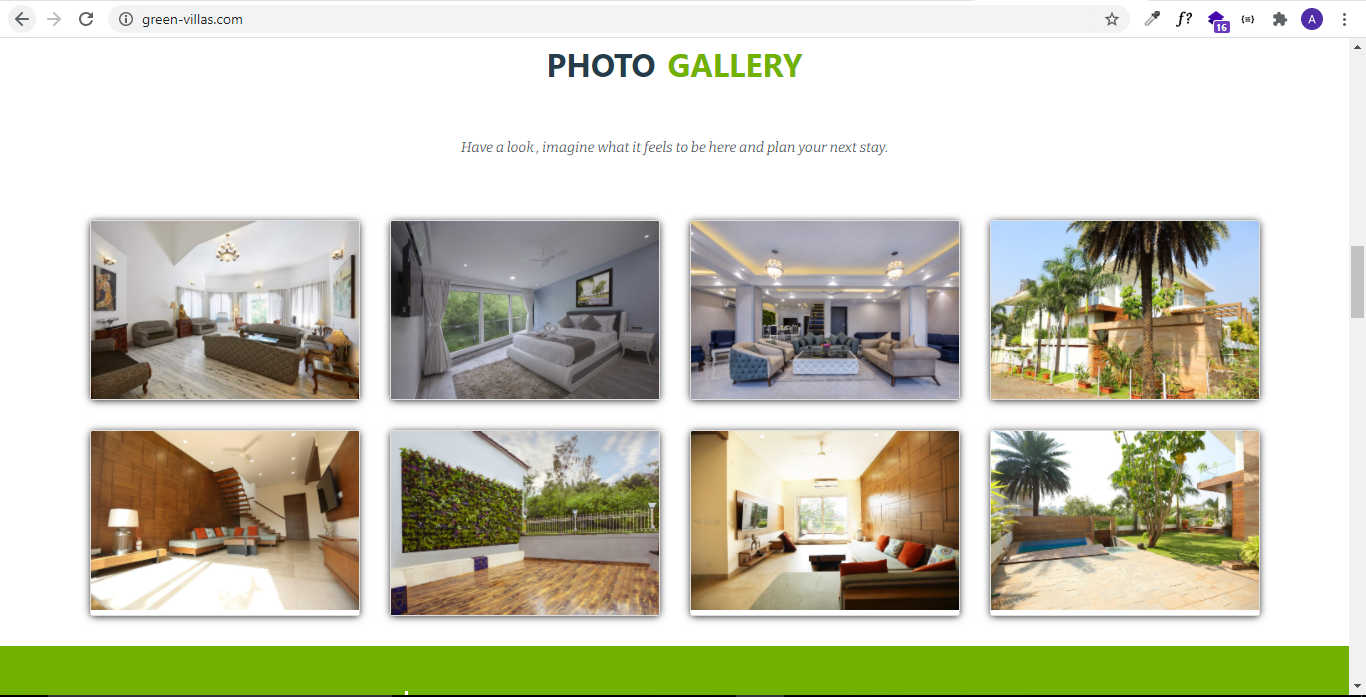 green-villas.com
f?
16
A
PHOTO GALLERY
Have a look , imagine what it feels to be here and plan your next stay.